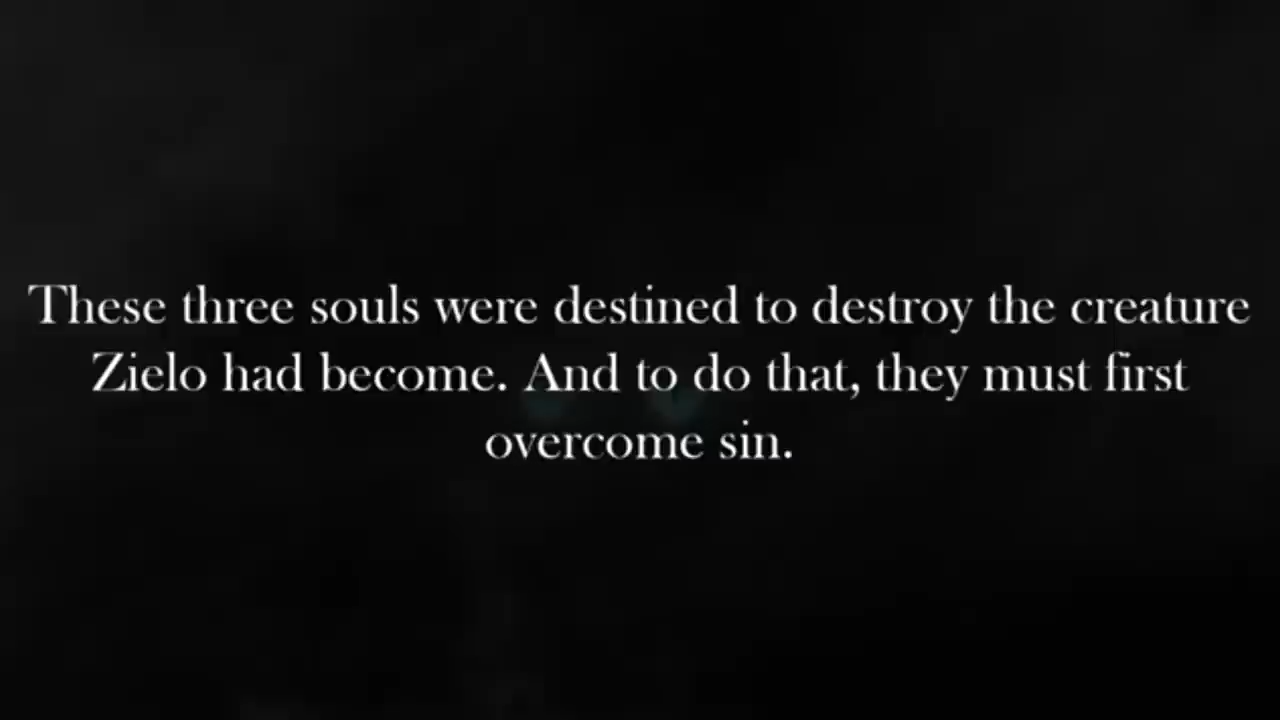 These three souls were destined to destroy the creature
Zielo had become. And to do that, they must first
overcome sin.